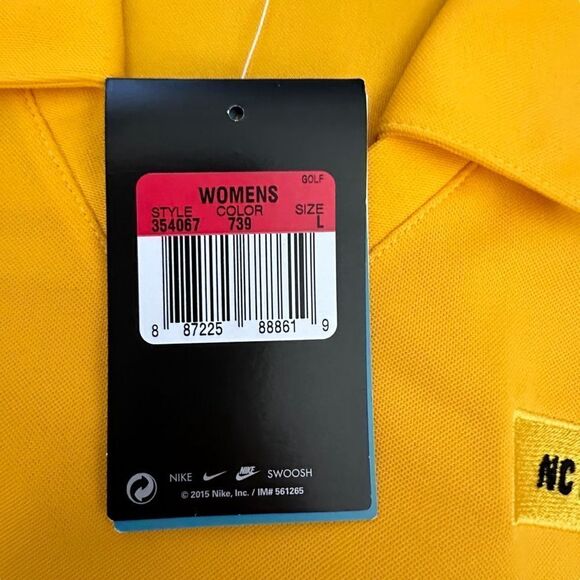 GOLF
WOMENS
STYLE COLOR SIZE
354067 739 L
8 87225 88861 9
NIKE NIKE SWOOSH
© 2015 Nike, Inc. / IM# 561265
NC